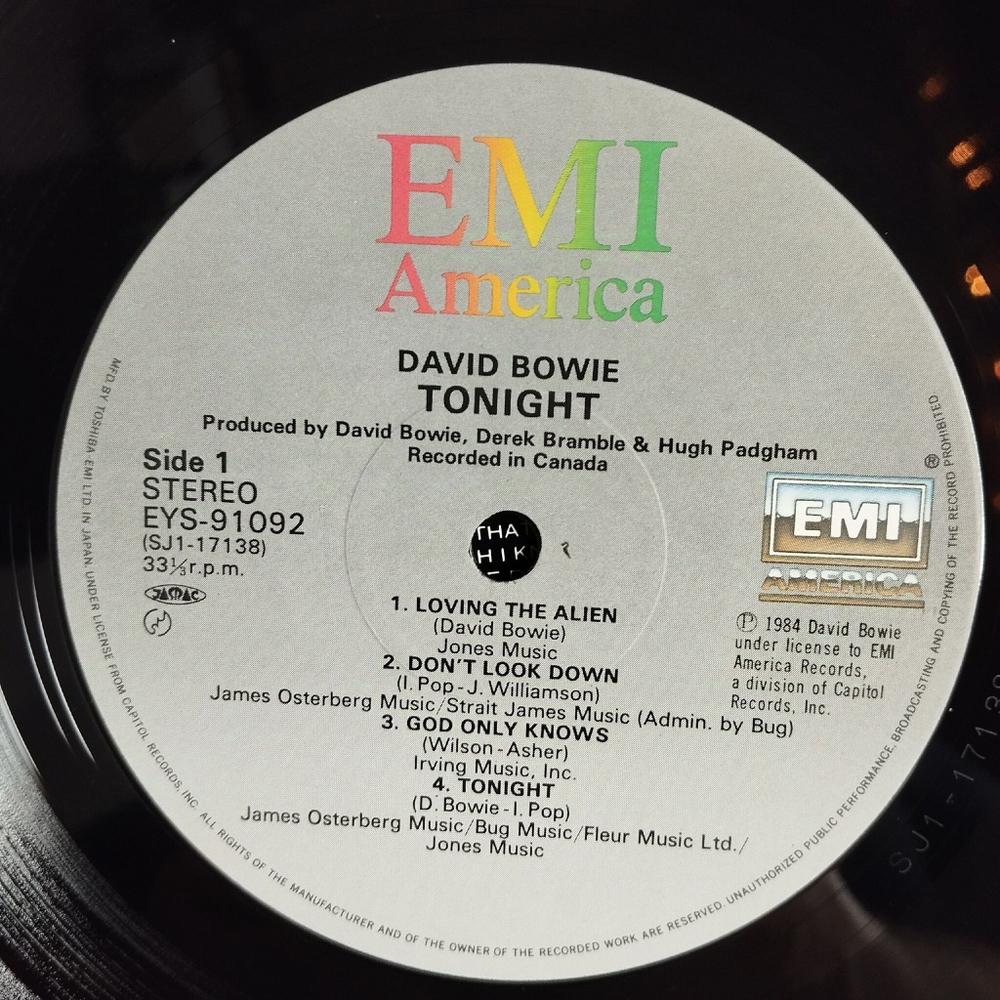 EMI
America
DAVID BOWIE
TONIGHT
Produced by David Bowie, Derek Bramble & Hugh Padgham
Recorded in Canada
Side 1
STEREO
EYS-91092
(SJ1-17138)
33⅓r.p.m.
JASRAC
THA
HIK
EMI
AMERICA
Ⓟ 1984 David Bowie
under license to EMI
America Records,
a division of Capitol
Records, Inc.
1. LOVING THE ALIEN
(David Bowie)
Jones Music
2. DON'T LOOK DOWN
(I. Pop-J. Williamson)
James Osterberg Music/Strait James Music (Admin. by Bug)
3. GOD ONLY KNOWS
(Wilson-Asher)
Irving Music, Inc.
4. TONIGHT
(D. Bowie-I. Pop)
James Osterberg Music/Bug Music/Fleur Music Ltd./
Jones Music
MFD. BY TOSHIBA EMI LTD. IN JAPAN. UNDER LICENSE FROM CAPITOL RECORDS, INC. ALL RIGHTS OF THE MANUFACTURER AND OF THE OWNER OF THE RECORDED WORK ARE RESERVED. UNAUTHORIZED PUBLIC PERFORMANCE, BROADCASTING AND COPYING OF THE RECORD PROHIBITED
®
SJ1-17138